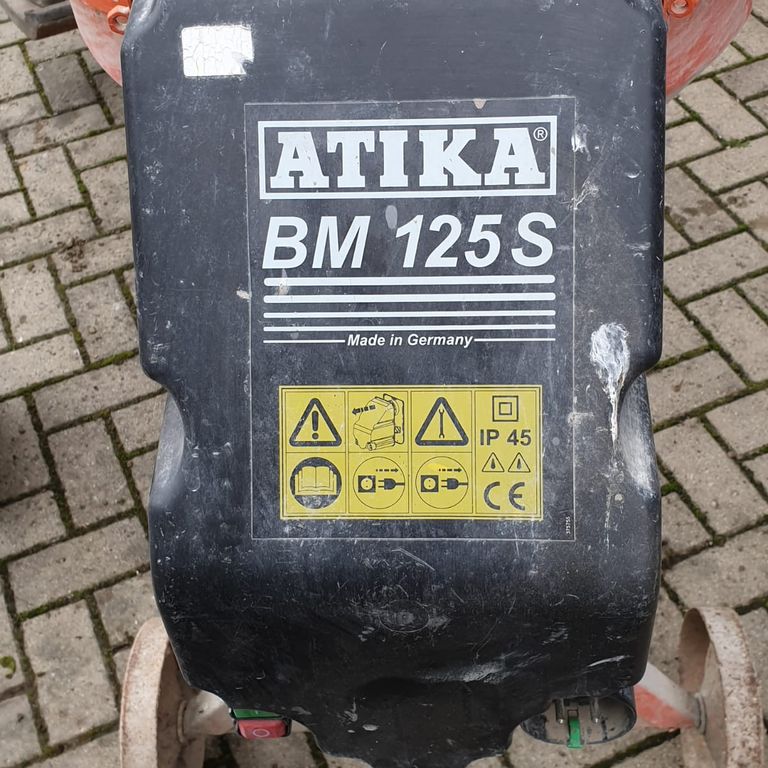 ATIKA®
BM 125 S
Made in Germany
IP 45
CE